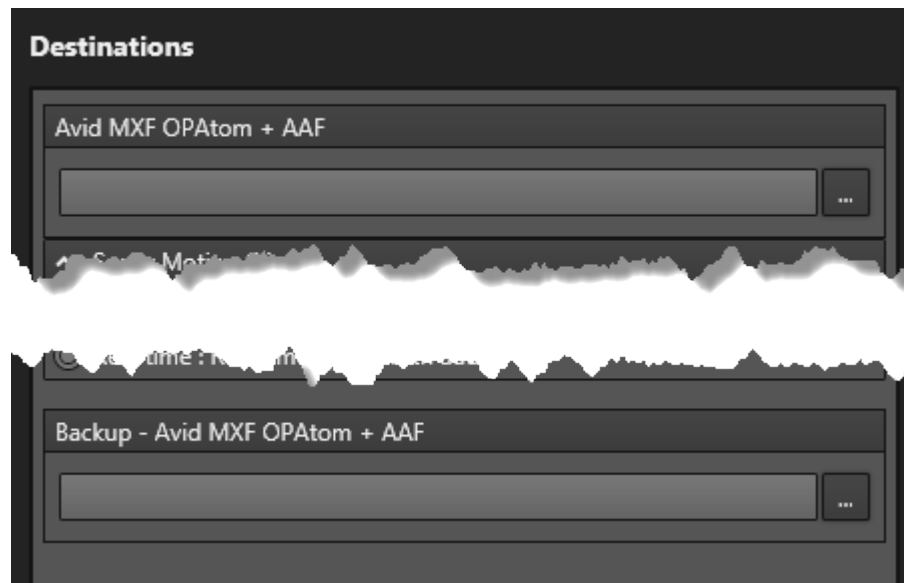 Destinations
Avid MXF OPAtom + AAF
...
Backup - Avid MXF OPAtom + AAF
...